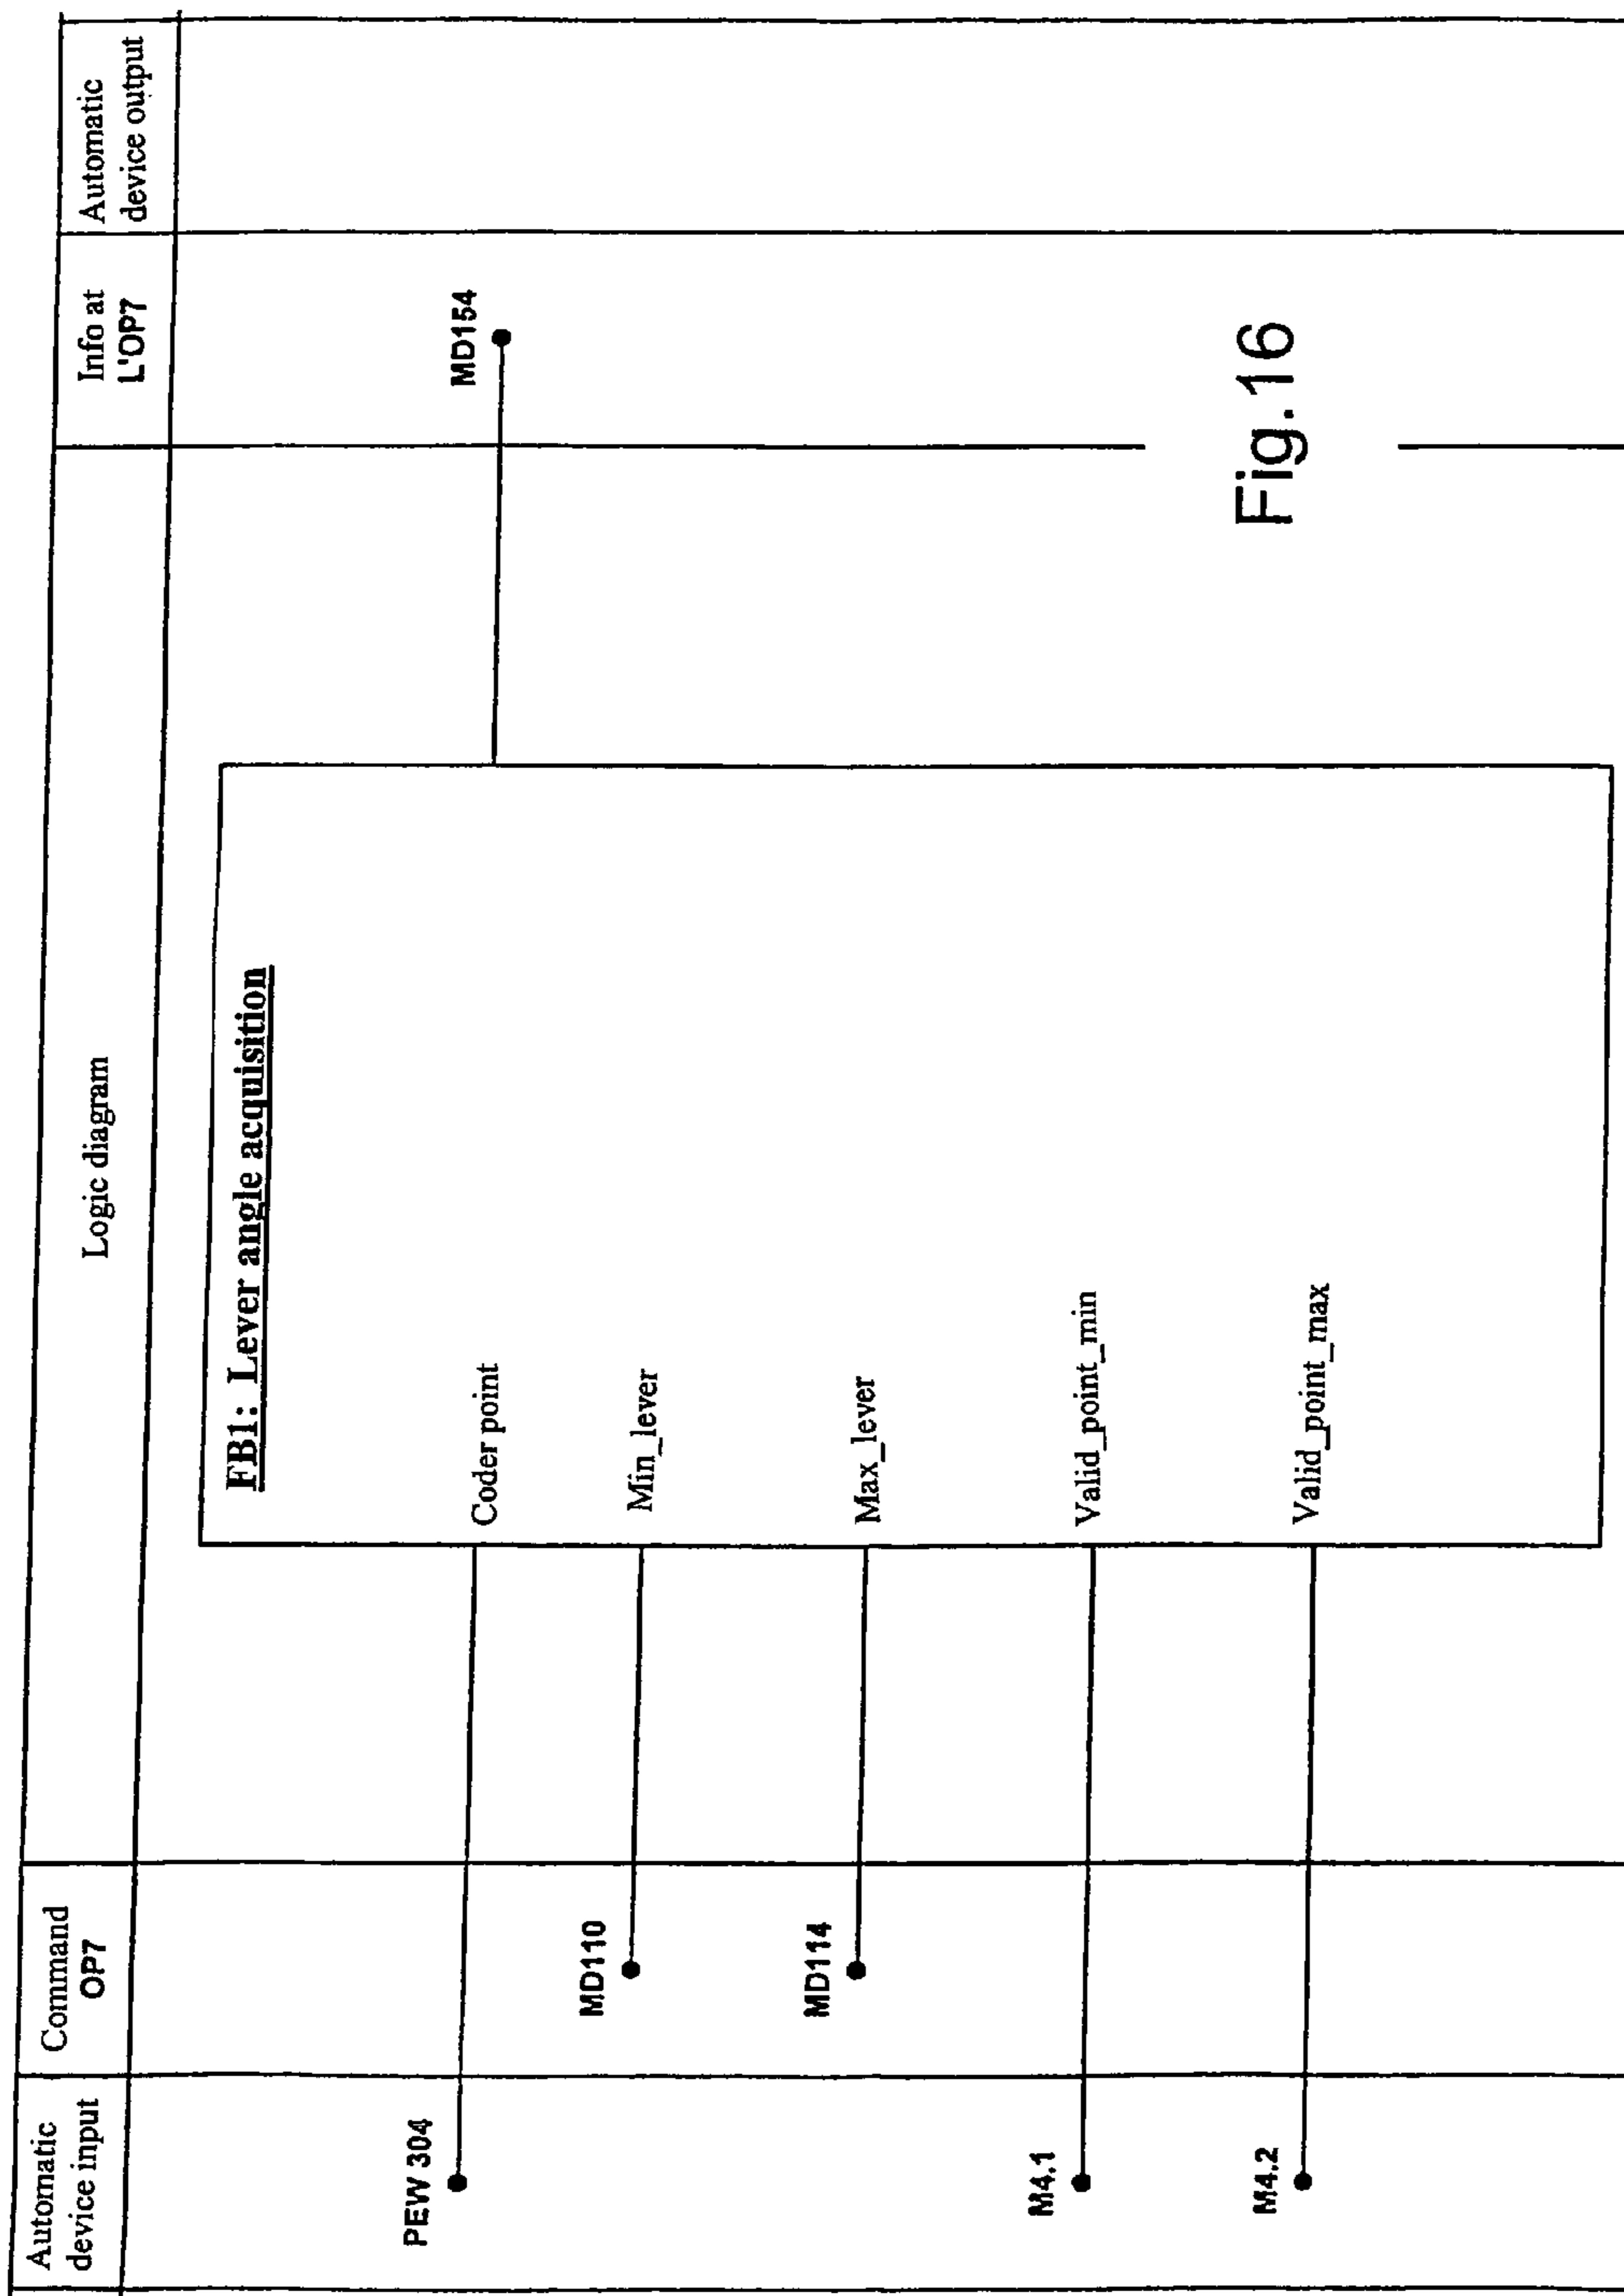 Automatic
device input
Command
OP7
Logic diagram
Info at
L'OP7
Automatic
device output
FB1: Lever angle acquisition
PEW 304
Coder point
MD154
MD110
Min_lever
MD114
Max_lever
M4.1
Valid_point_min
M4.2
Valid_point_max
Fig.16